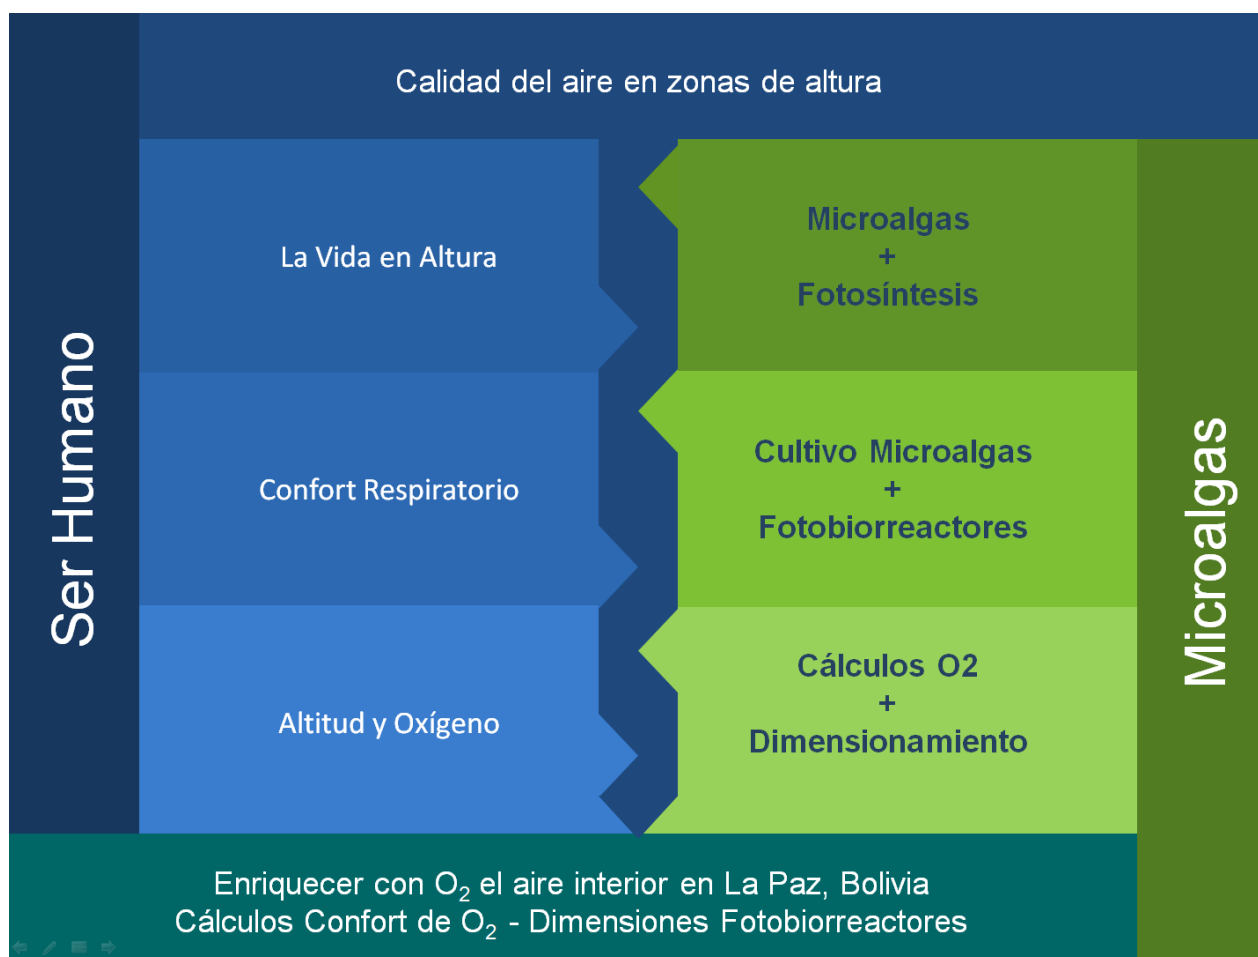 Calidad del aire en zonas de altura
Ser Humano
La Vida en Altura
Confort Respiratorio
Altitud y Oxígeno
Microalgas
+
Fotosíntesis
Cultivo Microalgas
+
Fotobiorreactores
Cálculos O2
+
Dimensionamiento
Microalgas
Enriquecer con O₂ el aire interior en La Paz, Bolivia
Cálculos Confort de O₂ - Dimensiones Fotobiorreactores